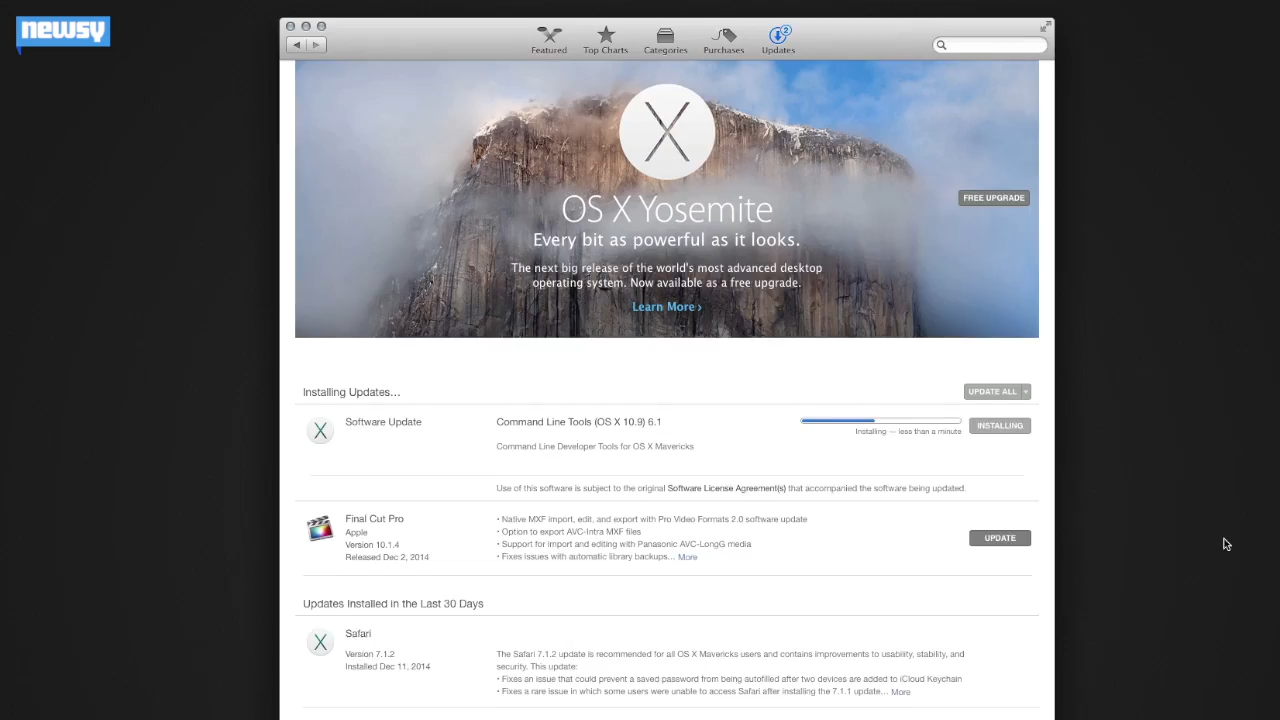 newsy
Featured
Top Charts
Categories
Purchases
2
Updates
X
OS X Yosemite
FREE UPGRADE
Every bit as powerful as it looks.
The next big release of the world's most advanced desktop
operating system. Now available as a free upgrade.
Learn More ›
Installing Updates…
UPDATE ALL
X
Software Update
Command Line Tools (OS X 10.9) 6.1
Installing — less than a minute
INSTALLING
Command Line Developer Tools for OS X Mavericks
Use of this software is subject to the original Software License Agreement(s) that accompanied the software being updated.
Final Cut Pro
Apple
Version 10.1.4
Released Dec 2, 2014
• Native MXF import, edit, and export with Pro Video Formats 2.0 software update
• Option to export AVC-Intra MXF files
• Support for import and editing with Panasonic AVC-LongG media
• Fixes issues with automatic library backups… More
UPDATE
Updates Installed in the Last 30 Days
X
Safari
Version 7.1.2
Installed Dec 11, 2014
The Safari 7.1.2 update is recommended for all OS X Mavericks users and contains improvements to usability, stability, and
security. This update:
• Fixes an issue that could prevent a saved password from being autofilled after two devices are added to iCloud Keychain
• Fixes a rare issue in which some users were unable to access Safari after installing the 7.1.1 update… More